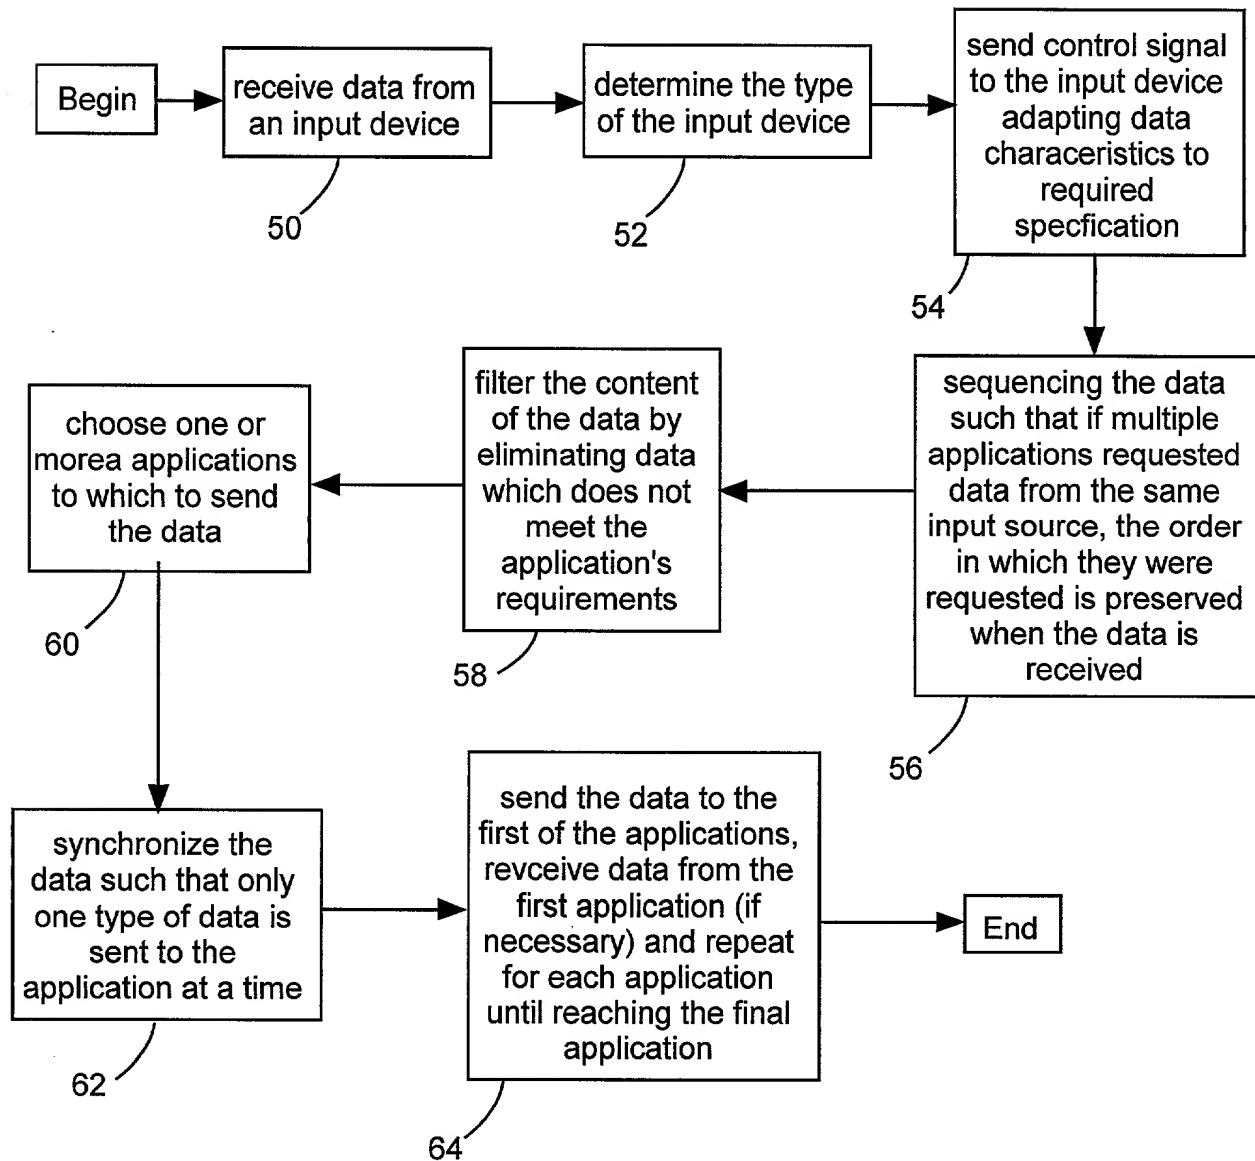 Begin
receive data from
an input device
50
determine the type
of the input device
52
send control signal
to the input device
adapting data
characeristics to
required
specfication
54
sequencing the data
such that if multiple
applications requested
data from the same
input source, the order
in which they were
requested is preserved
when the data is
received
56
filter the content
of the data by
eliminating data
which does not
meet the
application's
requirements
58
choose one or
morea applications
to which to send
the data
60
synchronize the
data such that only
one type of data is
sent to the
application at a time
62
send the data to the
first of the applications,
revceive data from the
first application (if
necessary) and repeat
for each application
until reaching the final
application
64
End